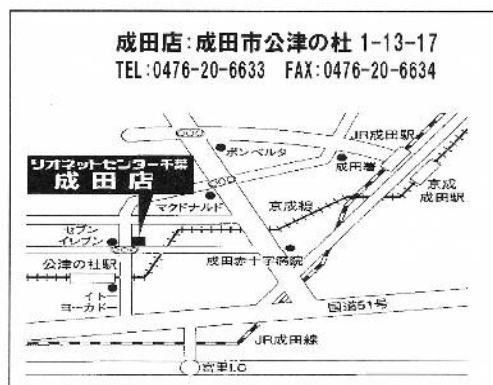 成田店:成田市公津の杜 1-13-17
TEL:0476-20-6633 FAX:0476-20-6634
JR成田駅
ボンベルタ
成田署
リオネットセンター千葉
成田店
京成
成田駅
マクドナルド
京成線
セブン
イレブン
成田赤十字病院
公津の杜駅
イトー
ヨーカドー
国道51号
JR成田線
宮里I.C